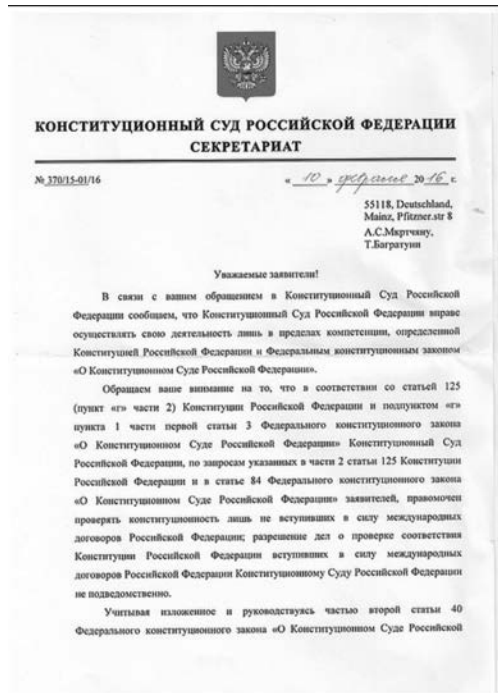 КОНСТИТУЦИОННЫЙ СУД РОССИЙСКОЙ ФЕДЕРАЦИИ
СЕКРЕТАРИАТ
№ 370/15-01/16
« 10 » февраля 20 16 г.
55118, Deutschland,
Mainz, Pfitzner.str 8
А.С.Мкртчяну,
Т.Багратуни
Уважаемые заявители!
В связи с вашим обращением в Конституционный Суд Российской
Федерации сообщаем, что Конституционный Суд Российской Федерации вправе
осуществлять свою деятельность лишь в пределах компетенции, определенной
Конституцией Российской Федерации и Федеральным конституционным законом
«О Конституционном Суде Российской Федерации».
Обращаем ваше внимание на то, что в соответствии со статьей 125
(пункт «г» части 2) Конституции Российской Федерации и подпунктом «г»
пункта 1 части первой статьи 3 Федерального конституционного закона
«О Конституционном Суде Российской Федерации» Конституционный Суд
Российской Федерации, по запросам указанных в части 2 статьи 125 Конституции
Российской Федерации и в статье 84 Федерального конституционного закона
«О Конституционном Суде Российской Федерации» заявителей, правомочен
проверять конституционность лишь не вступивших в силу международных
договоров Российской Федерации; разрешение дел о проверке соответствия
Конституции Российской Федерации вступивших в силу международных
договоров Российской Федерации Конституционному Суду Российской Федерации
не подведомственно.
Учитывая изложенное и руководствуясь частью второй статьи 40
Федерального конституционного закона «О Конституционном Суде Российской